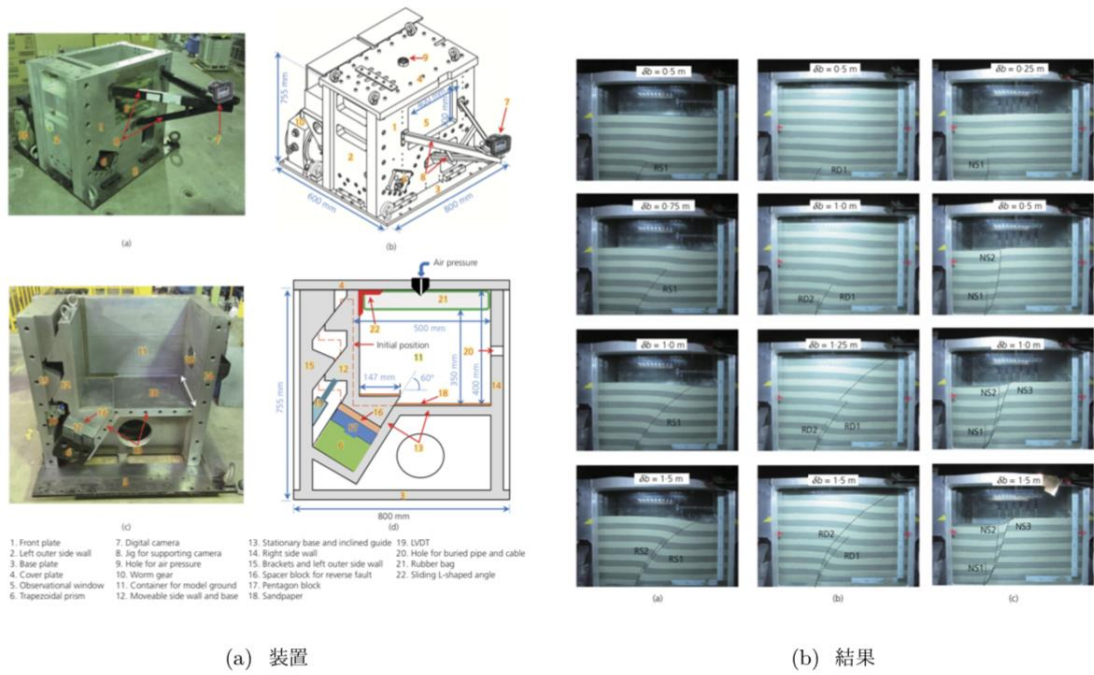 755 mm
600 mm
800 mm
(a)
(b)
Air pressure
500 mm
Initial position
147 mm
60°
350 mm
400 mm
755 mm
800 mm
(c)
(d)
1. Front plate
2. Left outer side wall
3. Base plate
4. Cover plate
5. Observational window
6. Trapezoidal prism
7. Digital camera
8. Jig for supporting camera
9. Hole for air pressure
10. Worm gear
11. Container for model ground
12. Moveable side wall and base
13. Stationary base and inclined guide
14. Right side wall
15. Brackets and left outer side wall
16. Spacer block for reverse fault
17. Pentagon block
18. Sandpaper
19. LVDT
20. Hole for buried pipe and cable
21. Rubber bag
22. Sliding L-shaped angle
(a) 装置
δb = 0·5 m
RS1
δb = 0·5 m
RD1
δb = 0·25 m
NS1
δb = 0·75 m
RS1
δb = 1·0 m
RD2
RD1
δb = 0·5 m
NS2
NS1
δb = 1·0 m
RS1
δb = 1·25 m
RD2
RD1
δb = 1·0 m
NS2
NS3
NS1
δb = 1·5 m
RS2
RS1
δb = 1·5 m
RD2
RD1
δb = 1·5 m
NS2
NS3
NS1
(a)
(b)
(c)
(b) 結果